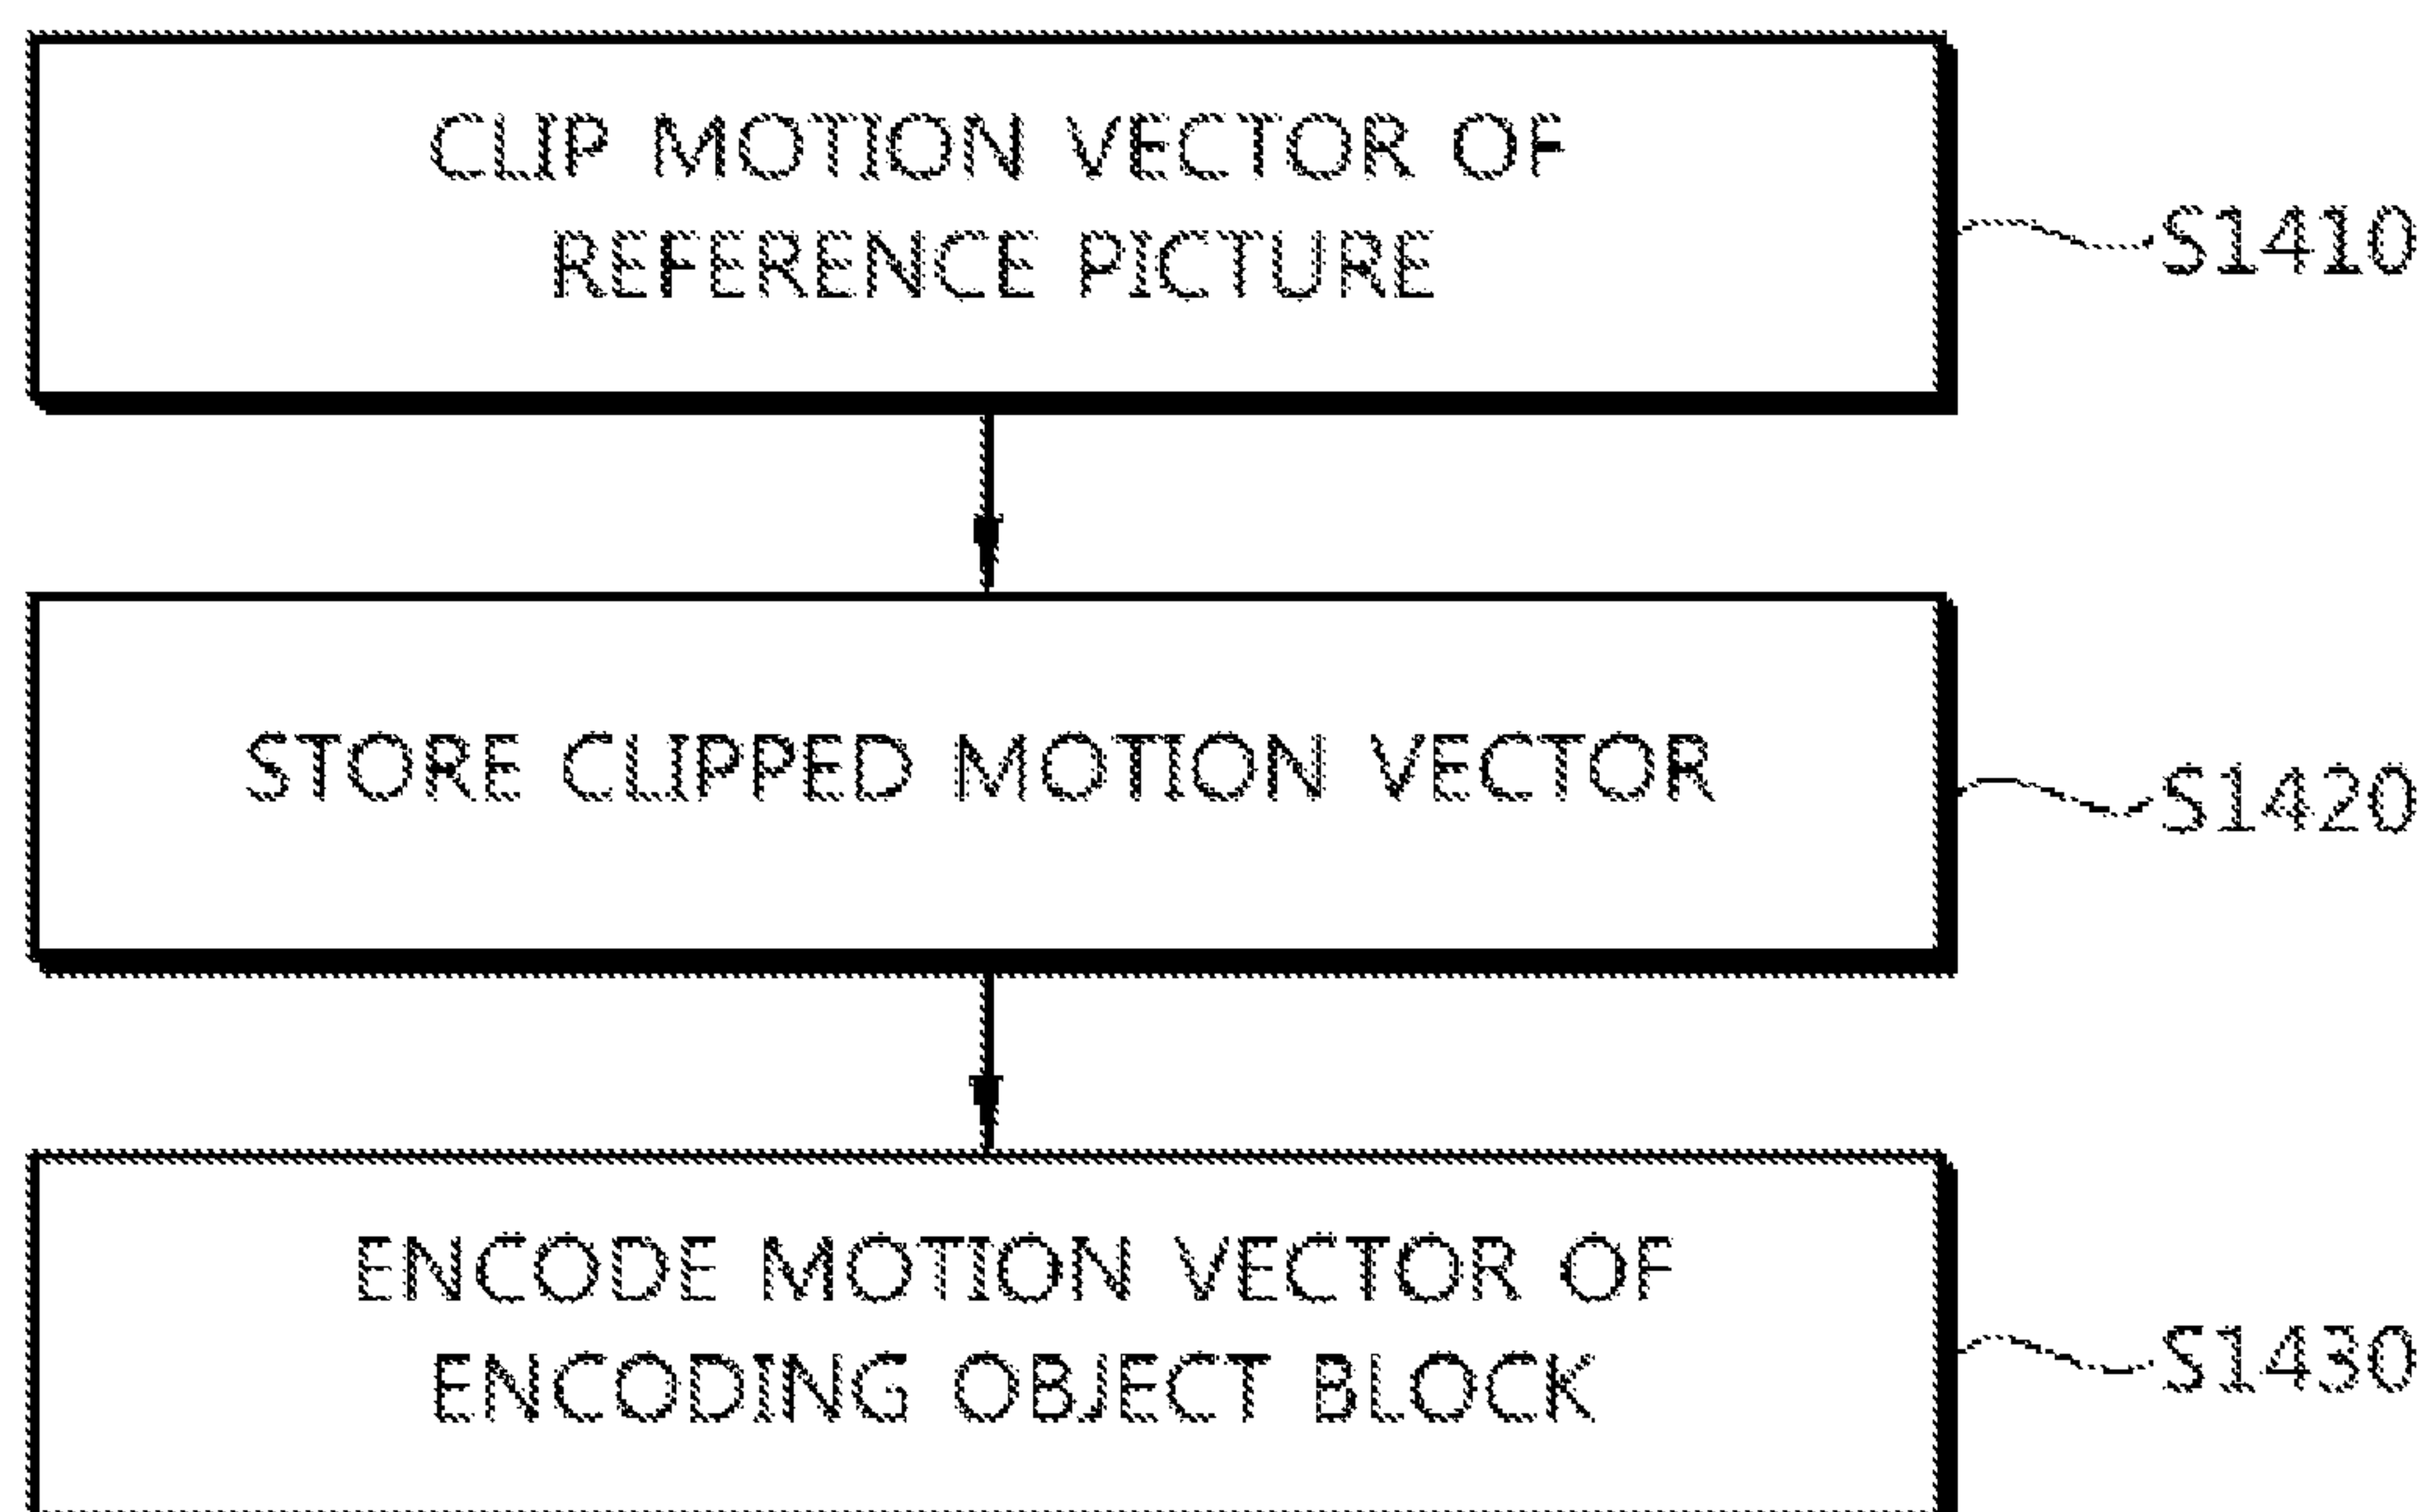 CLIP MOTION VECTOR OF
REFERENCE PICTURE
S1410
STORE CLIPPED MOTION VECTOR
S1420
ENCODE MOTION VECTOR OF
ENCODING OBJECT BLOCK
S1430